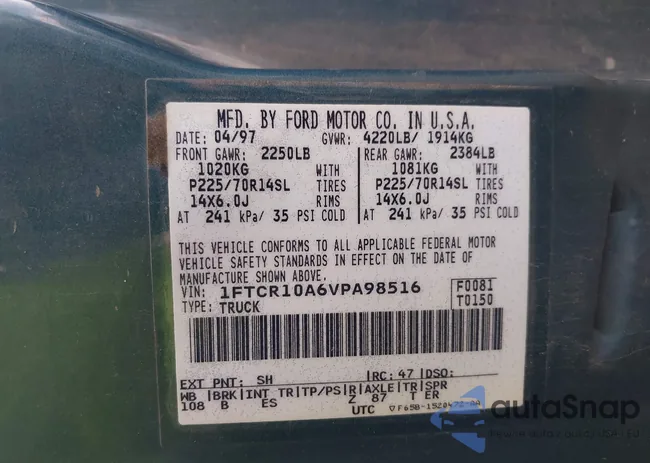 MFD. BY FORD MOTOR CO. IN U.S.A.
DATE: 04/97 GVWR: 4220LB/ 1914KG
FRONT GAWR: 2250LB REAR GAWR: 2384LB
1020KG WITH 1081KG WITH
P225/70R14SL TIRES P225/70R14SL TIRES
14X6.0J RIMS 14X6.0J RIMS
AT 241 kPa/ 35 PSI COLD AT 241 kPa/ 35 PSI COLD
THIS VEHICLE CONFORMS TO ALL APPLICABLE FEDERAL MOTOR
VEHICLE SAFETY STANDARDS IN EFFECT ON THE DATE OF
MANUFACTURE SHOWN ABOVE.
VIN: 1FTCR10A6VPA98516 F0081
TYPE: TRUCK T0150
EXT PNT: SH RC: 47 DSO:
WB BRK INT TR TP/PS R AXLE TR SPR
108 B ES Z 87 T ER
UTC
autoSnap